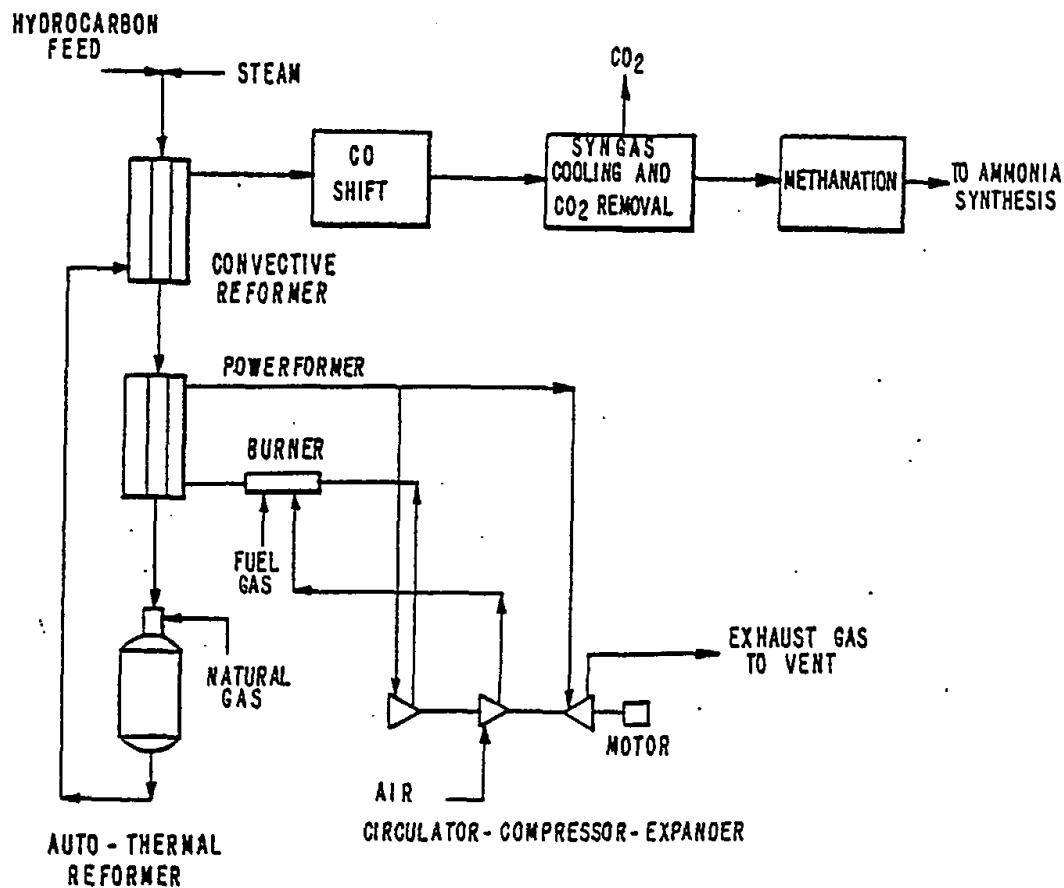 HYDROCARBON
FEED
STEAM
CO₂
CO
SHIFT
SYNGAS
COOLING AND
CO₂ REMOVAL
METHANATION
TO AMMONIA
SYNTHESIS
CONVECTIVE
REFORMER
POWERFORMER
BURNER
FUEL
GAS
NATURAL
GAS
EXHAUST GAS
TO VENT
MOTOR
AIR
CIRCULATOR-COMPRESSOR-EXPANDER
AUTO-THERMAL
REFORMER